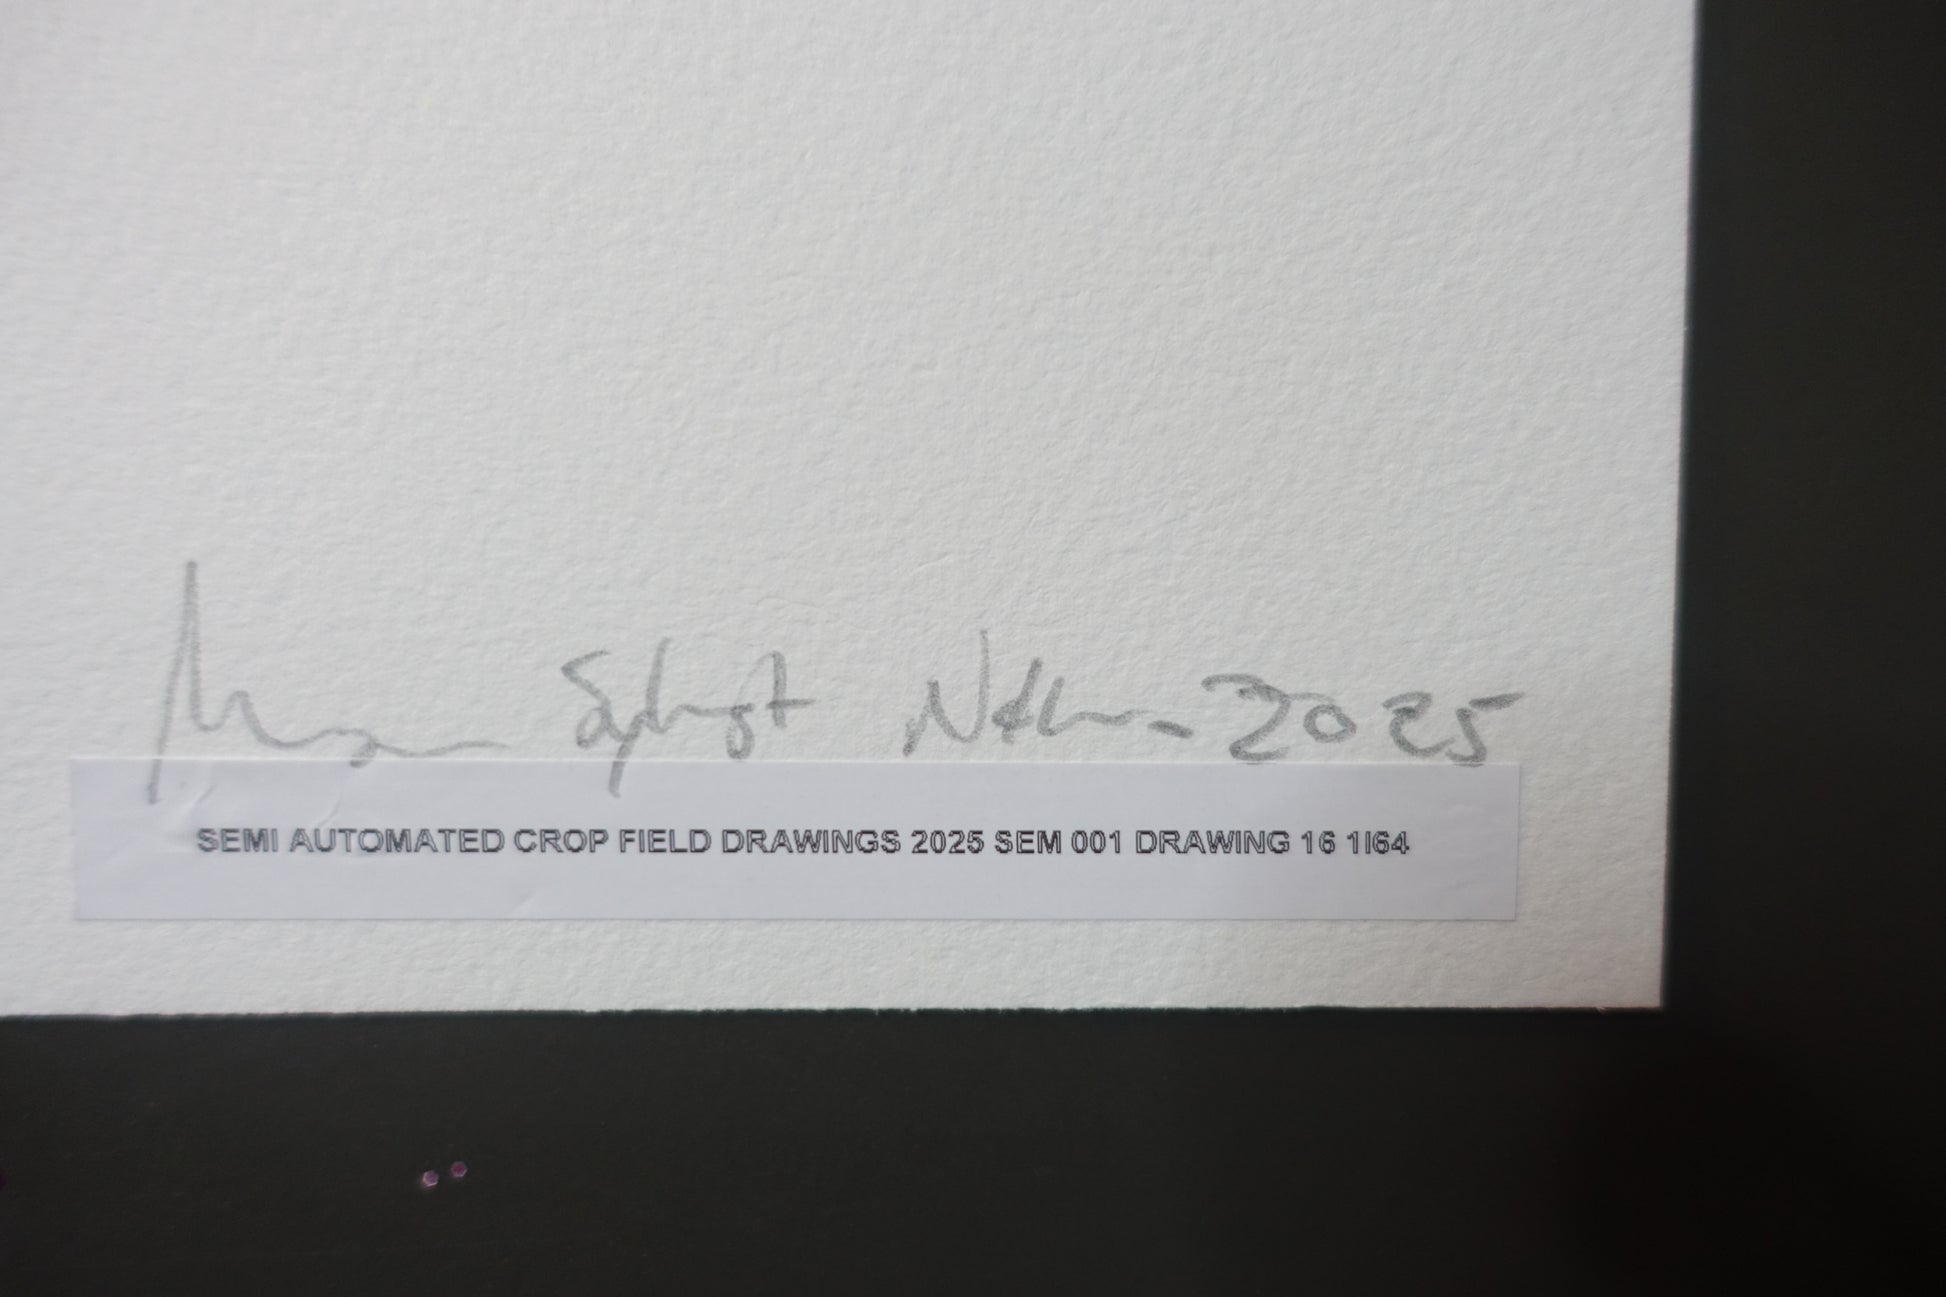 2025
SEMI AUTOMATED CROP FIELD DRAWINGS 2025 SEM 001 DRAWING 16 1I64